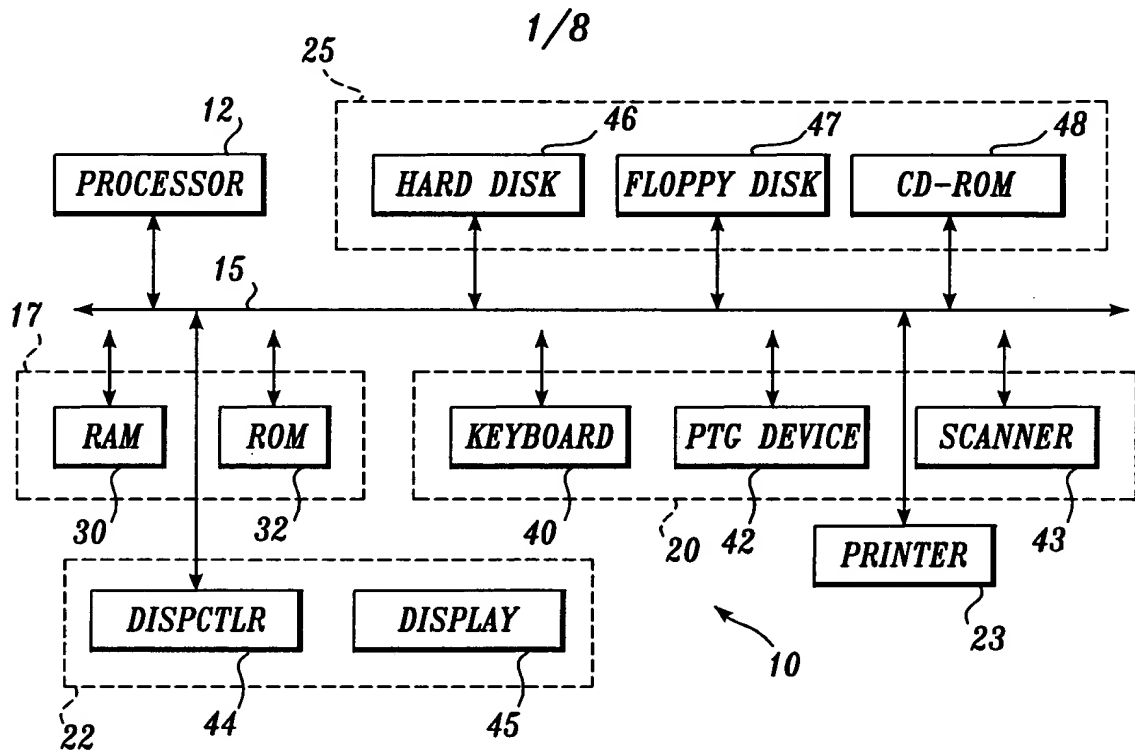 1/8
25
12 46 47 48
PROCESSOR HARD DISK FLOPPY DISK CD-ROM
15
17
RAM ROM KEYBOARD PTG DEVICE SCANNER
30 32 40 42 20 43
PRINTER
DISPCTLR DISPLAY
10 23
22 44 45